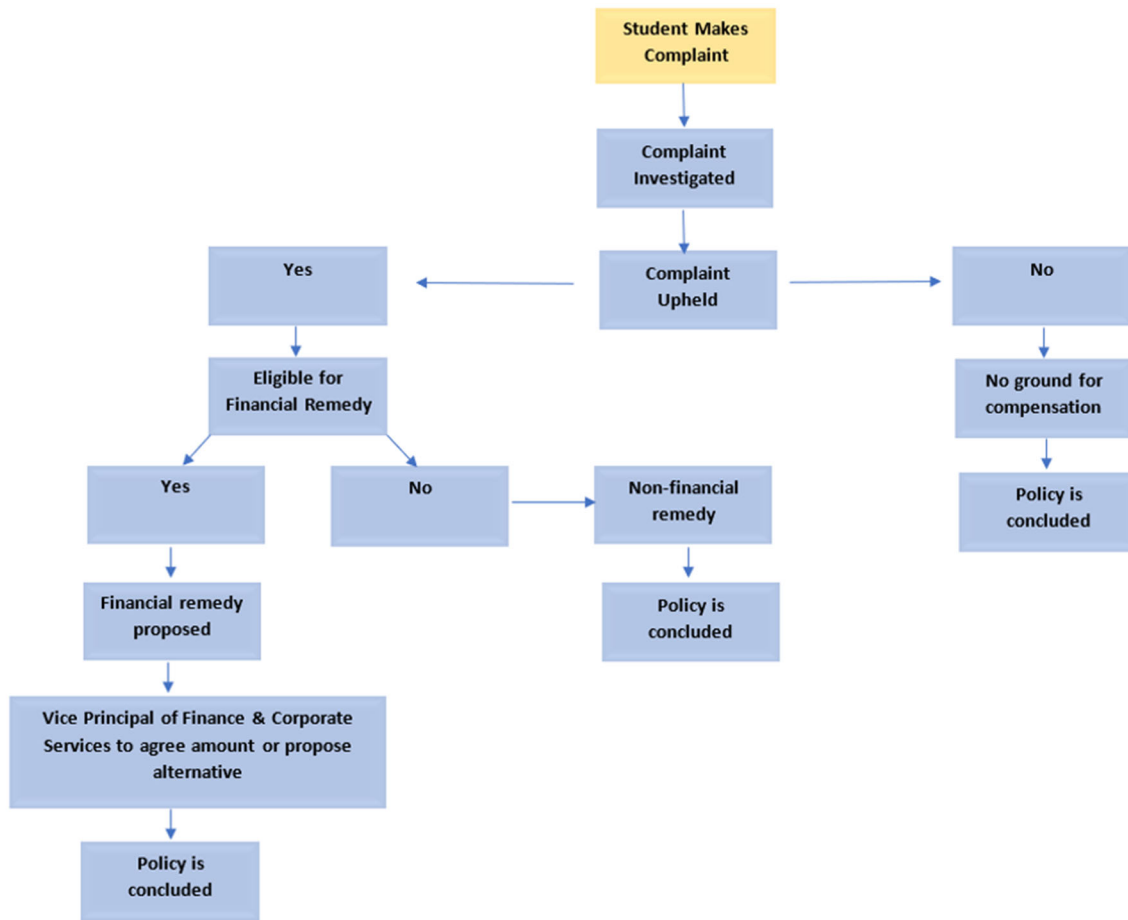 Student Makes
Complaint
Complaint
Investigated
Yes
Complaint
Upheld
No
Eligible for
Financial Remedy
No ground for
compensation
Yes
No
Non-financial
remedy
Policy is
concluded
Financial remedy
proposed
Policy is
concluded
Vice Principal of Finance & Corporate
Services to agree amount or propose
alternative
Policy is
concluded